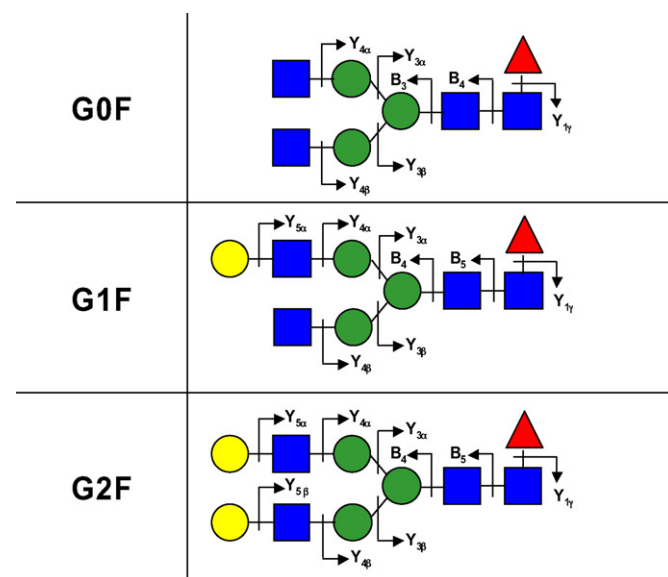 Y4α Y3α
B3 B4
G0F
Y1γ
Y3β
Y4β
Y5α Y4α Y3α
B4 B5
G1F
Y1γ
Y3β
Y4β
Y5α Y4α Y3α
B4 B5
G2F
Y5β
Y1γ
Y3β
Y4β